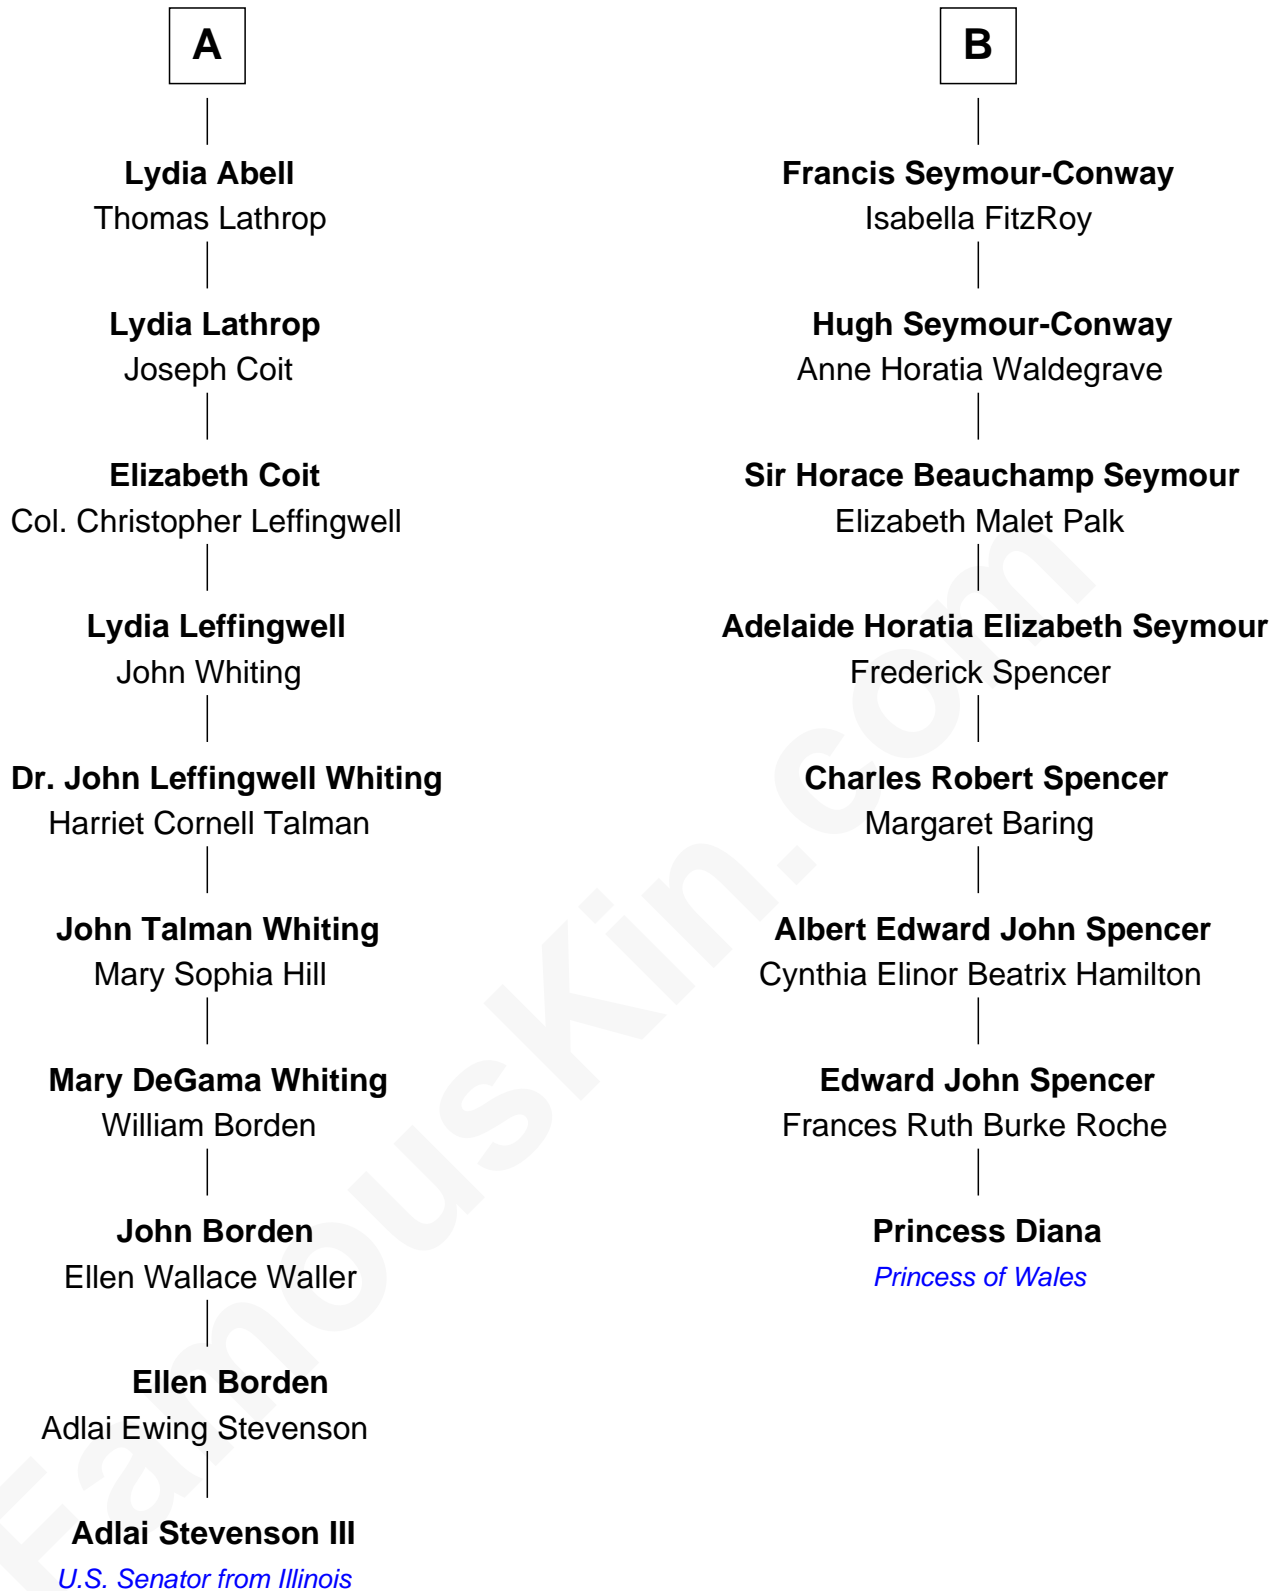 A
Lydia Abell
Thomas Lathrop
Lydia Lathrop
Joseph Coit
Elizabeth Coit
Col. Christopher Leffingwell
Lydia Leffingwell
John Whiting
Dr. John Leffingwell Whiting
Harriet Cornell Talman
John Talman Whiting
Mary Sophia Hill
Mary DeGama Whiting
William Borden
John Borden
Ellen Wallace Waller
Ellen Borden
Adlai Ewing Stevenson
Adlai Stevenson III
U.S. Senator from Illinois
B
Francis Seymour-Conway
Isabella FitzRoy
Hugh Seymour-Conway
Anne Horatia Waldegrave
Sir Horace Beauchamp Seymour
Elizabeth Malet Palk
Adelaide Horatia Elizabeth Seymour
Frederick Spencer
Charles Robert Spencer
Margaret Baring
Albert Edward John Spencer
Cynthia Elinor Beatrix Hamilton
Edward John Spencer
Frances Ruth Burke Roche
Princess Diana
Princess of Wales
FamousKin.com